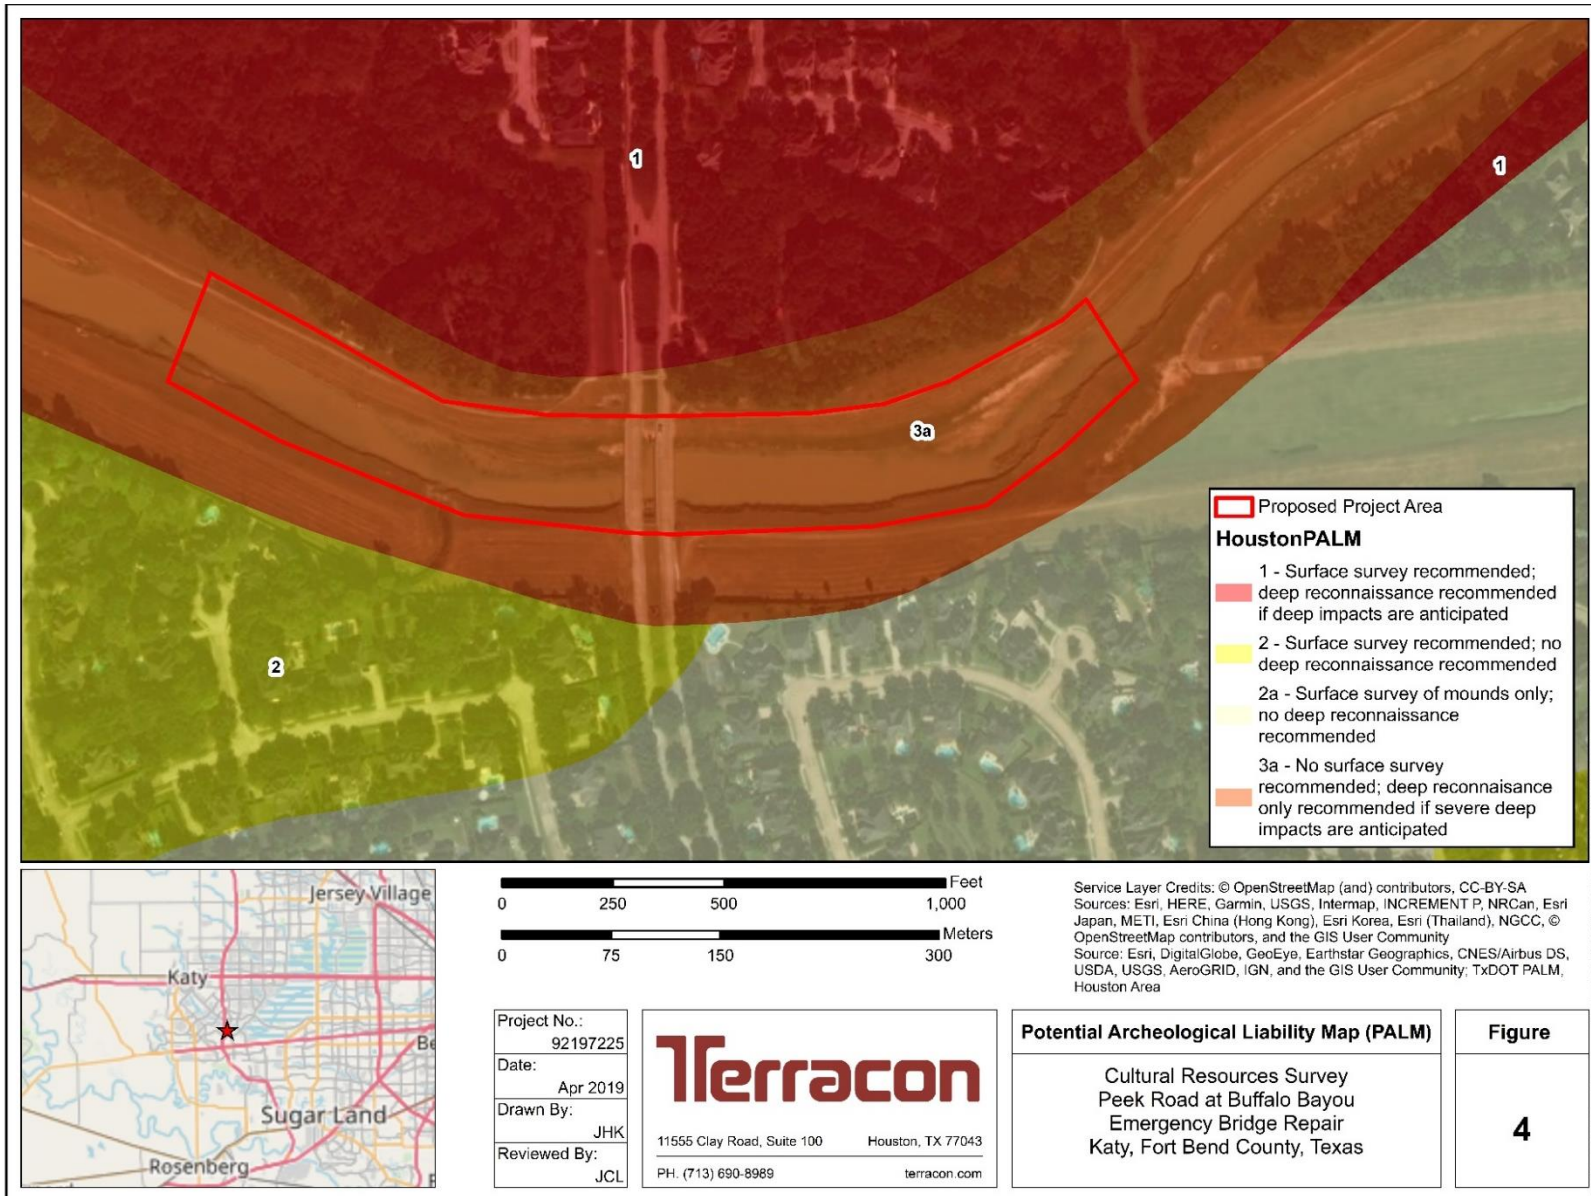 1
1
3a
2
Proposed Project Area
HoustonPALM
1 - Surface survey recommended;
deep reconnaissance recommended
if deep impacts are anticipated
2 - Surface survey recommended; no
deep reconnaissance recommended
2a - Surface survey of mounds only;
no deep reconnaissance
recommended
3a - No surface survey
recommended; deep reconnaisance
only recommended if severe deep
impacts are anticipated
Jersey Village
Katy
Be
Sugar Land
Rosenberg
Feet
0 250 500 1,000
Meters
0 75 150 300
Service Layer Credits: © OpenStreetMap (and) contributors, CC-BY-SA
Sources: Esri, HERE, Garmin, USGS, Intermap, INCREMENT P, NRCan, Esri
Japan, METI, Esri China (Hong Kong), Esri Korea, Esri (Thailand), NGCC, ©
OpenStreetMap contributors, and the GIS User Community
Source: Esri, DigitalGlobe, GeoEye, Earthstar Geographics, CNES/Airbus DS,
USDA, USGS, AeroGRID, IGN, and the GIS User Community; TxDOT PALM,
Houston Area
Project No.:
92197225
Date:
Apr 2019
Drawn By:
JHK
Reviewed By:
JCL
Terracon
11555 Clay Road, Suite 100 Houston, TX 77043
PH. (713) 690-8989 terracon.com
Potential Archeological Liability Map (PALM)
Cultural Resources Survey
Peek Road at Buffalo Bayou
Emergency Bridge Repair
Katy, Fort Bend County, Texas
Figure
4